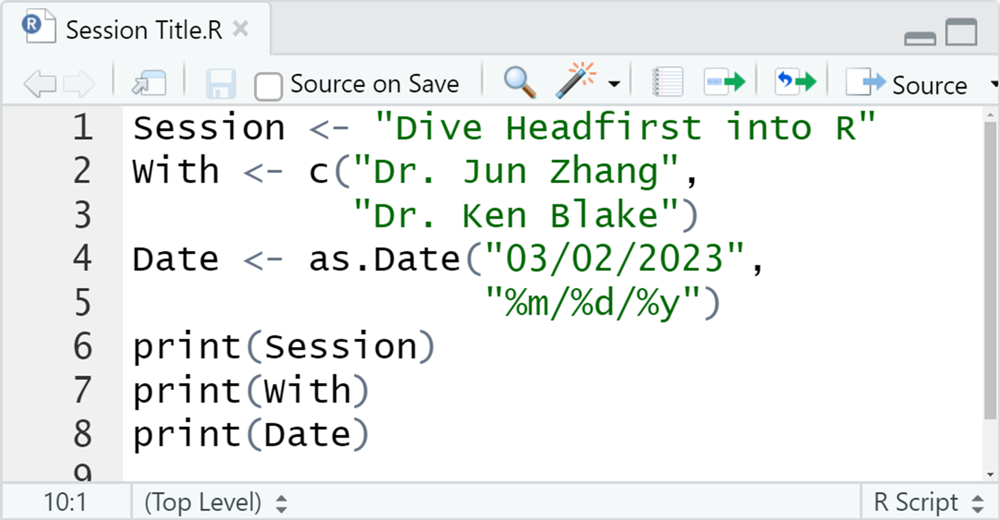 R Session Title.R
Source on Save Source
1 Session <- "Dive Headfirst into R"
2 With <- c("Dr. Jun Zhang",
3 "Dr. Ken Blake")
4 Date <- as.Date("03/02/2023",
5 "%m/%d/%y")
6 print(Session)
7 print(With)
8 print(Date)
9
10:1 (Top Level) R Script